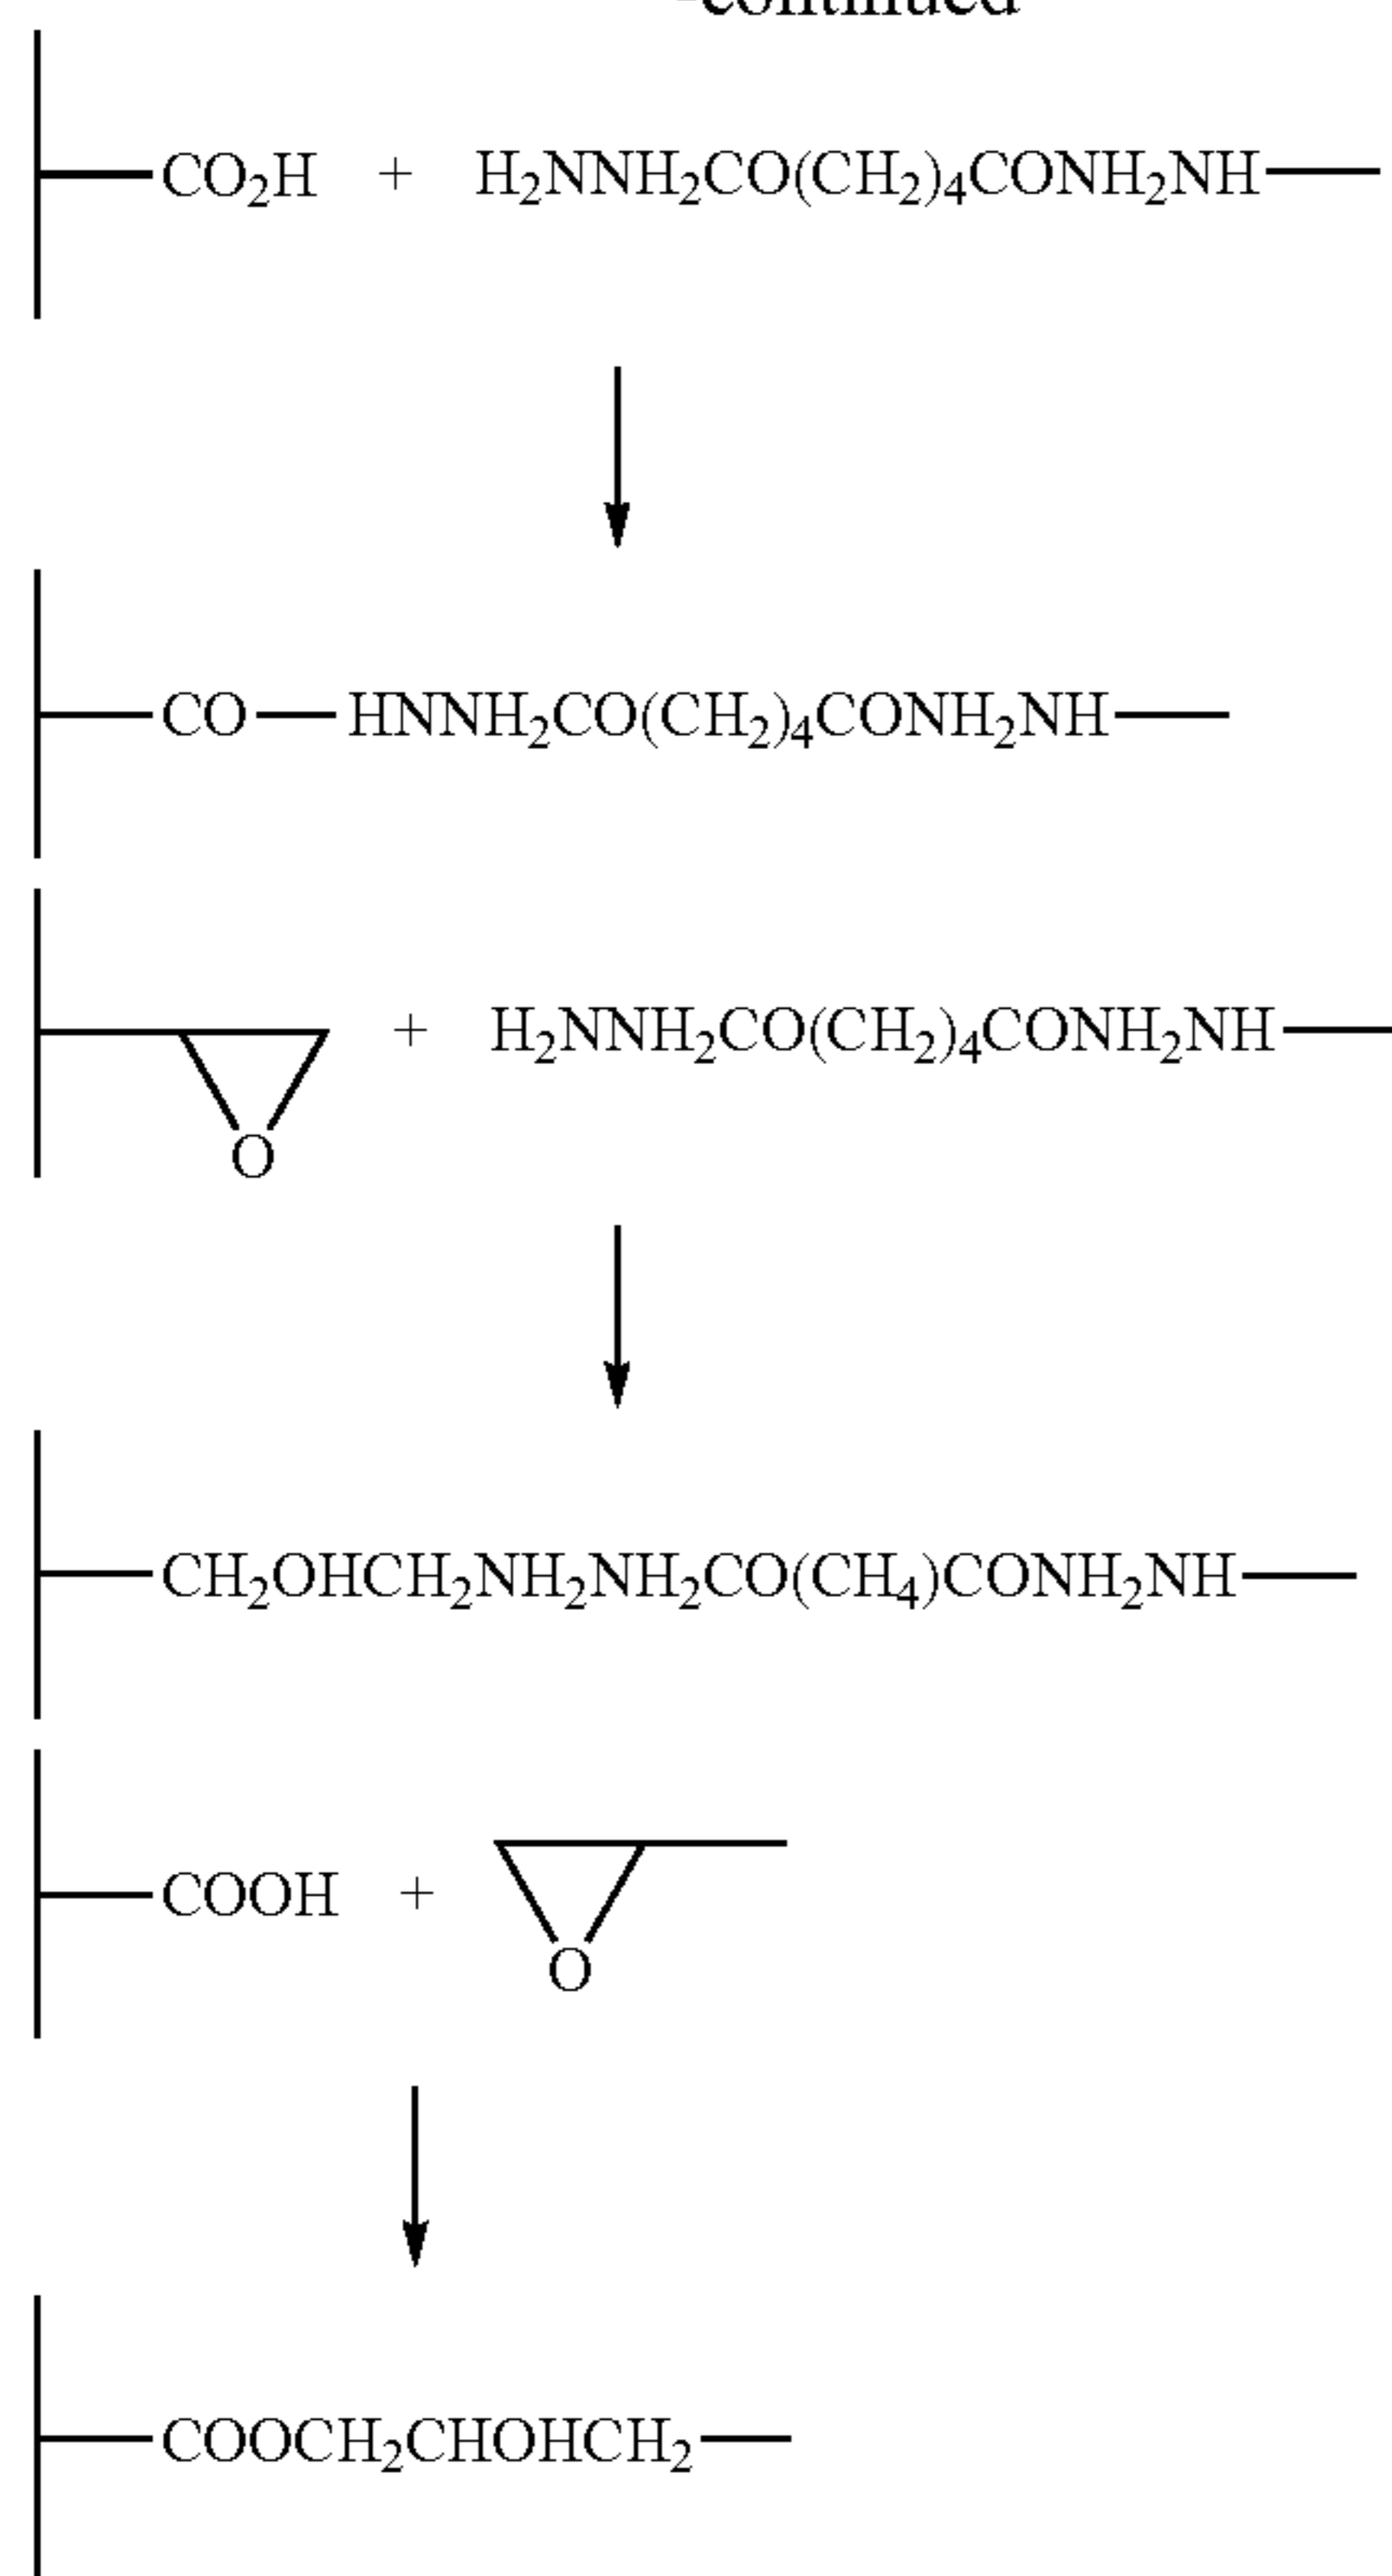 -continued
CO₂H + H₂NNH₂CO(CH₂)₄CONH₂NH
CO—HNNH₂CO(CH₂)₄CONH₂NH
+ H₂NNH₂CO(CH₂)₄CONH₂NH
O
CH₂OHCH₂NH₂NH₂CO(CH₄)CONH₂NH
COOH +
O
COOCH₂CHOHCH₂